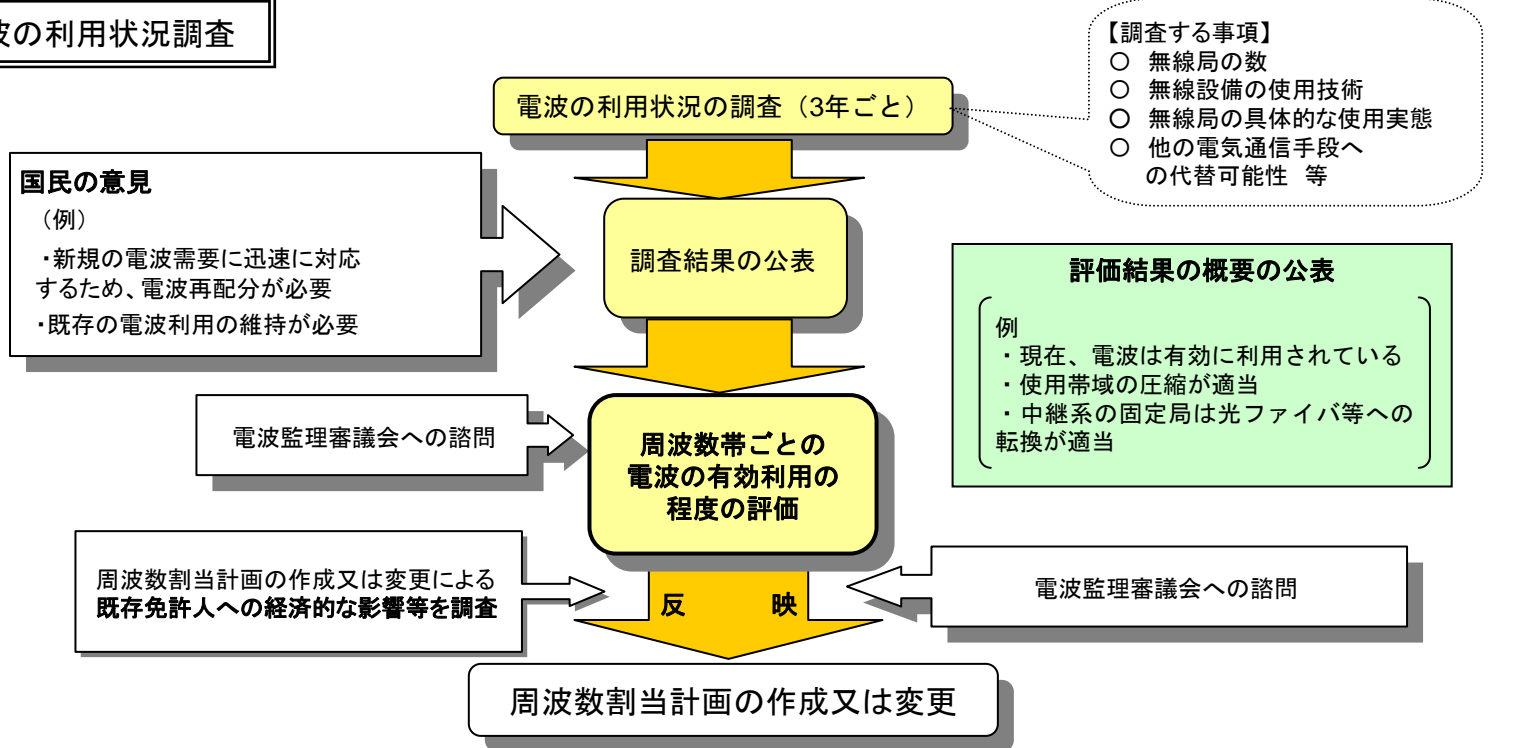 の利用状況調査
電波の利用状況の調査（3年ごと）
【調査する事項】
○ 無線局の数
○ 無線設備の使用技術
○ 無線局の具体的な使用実態
○ 他の電気通信手段へ
の代替可能性 等
国民の意見
（例）
・新規の電波需要に迅速に対応
するため、電波再配分が必要
・既存の電波利用の維持が必要
調査結果の公表
評価結果の概要の公表
例
・現在、電波は有効に利用されている
・使用帯域の圧縮が適当
・中継系の固定局は光ファイバ等への
転換が適当
電波監理審議会への諮問
周波数帯ごとの
電波の有効利用の
程度の評価
周波数割当計画の作成又は変更による
既存免許人への経済的な影響等を調査
反 映
電波監理審議会への諮問
周波数割当計画の作成又は変更